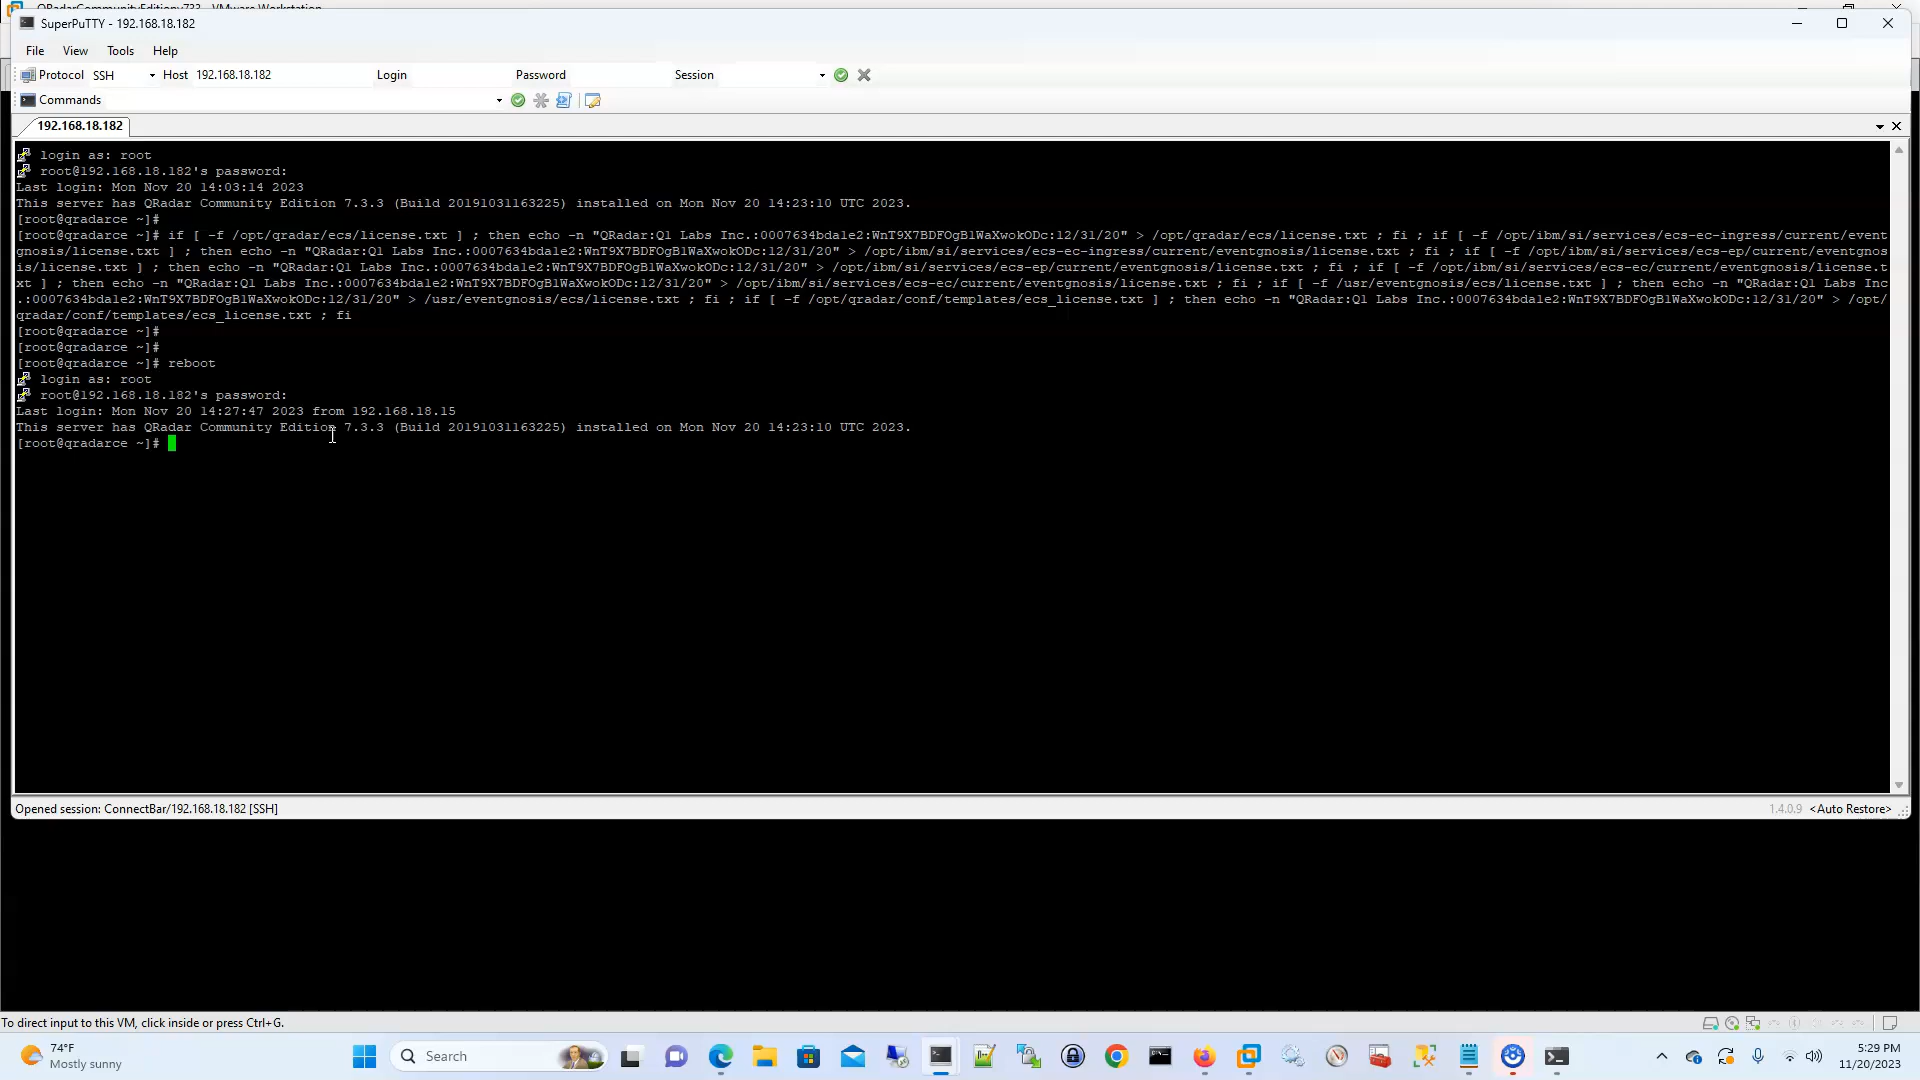 QRadarCommunityEditionv733 - VMware Workstation
SuperPuTTY - 192.168.18.182
File View Tools Help
Protocol SSH Host 192.168.18.182 Login Password Session
Commands
192.168.18.182
login as: root
root@192.168.18.182's password:
Last login: Mon Nov 20 14:03:14 2023
This server has QRadar Community Edition 7.3.3 (Build 20191031163225) installed on Mon Nov 20 14:23:10 UTC 2023.
[root@qradarce ~]#
[root@qradarce ~]# if [ -f /opt/qradar/ecs/license.txt ] ; then echo -n "QRadar:Q1 Labs Inc.:0007634bda1e2:WnT9X7BDFOgB1WaXwokODc:12/31/20" > /opt/qradar/ecs/license.txt ; fi ; if [ -f /opt/ibm/si/services/ecs-ec-ingress/current/event
gnosis/license.txt ] ; then echo -n "QRadar:Q1 Labs Inc.:0007634bda1e2:WnT9X7BDFOgB1WaXwokODc:12/31/20" > /opt/ibm/si/services/ecs-ec-ingress/current/eventgnosis/license.txt ; fi ; if [ -f /opt/ibm/si/services/ecs-ep/current/eventgnos
is/license.txt ] ; then echo -n "QRadar:Q1 Labs Inc.:0007634bda1e2:WnT9X7BDFOgB1WaXwokODc:12/31/20" > /opt/ibm/si/services/ecs-ep/current/eventgnosis/license.txt ; fi ; if [ -f /opt/ibm/si/services/ecs-ec/current/eventgnosis/license.t
xt ] ; then echo -n "QRadar:Q1 Labs Inc.:0007634bda1e2:WnT9X7BDFOgB1WaXwokODc:12/31/20" > /opt/ibm/si/services/ecs-ec/current/eventgnosis/license.txt ; fi ; if [ -f /usr/eventgnosis/ecs/license.txt ] ; then echo -n "QRadar:Q1 Labs Inc
.:0007634bda1e2:WnT9X7BDFOgB1WaXwokODc:12/31/20" > /usr/eventgnosis/ecs/license.txt ; fi ; if [ -f /opt/qradar/conf/templates/ecs_license.txt ] ; then echo -n "QRadar:Q1 Labs Inc.:0007634bda1e2:WnT9X7BDFOgB1WaXwokODc:12/31/20" > /opt/
qradar/conf/templates/ecs_license.txt ; fi
[root@qradarce ~]#
[root@qradarce ~]#
[root@qradarce ~]# reboot
login as: root
root@192.168.18.182's password:
Last login: Mon Nov 20 14:27:47 2023 from 192.168.18.15
This server has QRadar Community Edition 7.3.3 (Build 20191031163225) installed on Mon Nov 20 14:23:10 UTC 2023.
[root@qradarce ~]#
Opened session: ConnectBar/192.168.18.182 [SSH] 1.4.0.9 <Auto Restore>
To direct input to this VM, click inside or press Ctrl+G.
74°F
Mostly sunny
Search
5:29 PM
11/20/2023